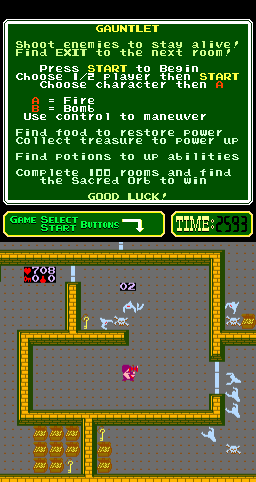 GAUNTLET
Shoot enemies to stay alive!
Find EXIT to the next room!
Press START to Begin
Choose 1/2 player then START
Choose character then A
A = Fire
B = Bomb
Use control to maneuver
Find food to restore power
Collect treasure to power up
Find potions to up abilities
Complete 100 rooms and find
the Sacred Orb to win
GOOD LUCK!
GAME SELECT
START BUTTONS
TIME: 2593
708
0 0
02